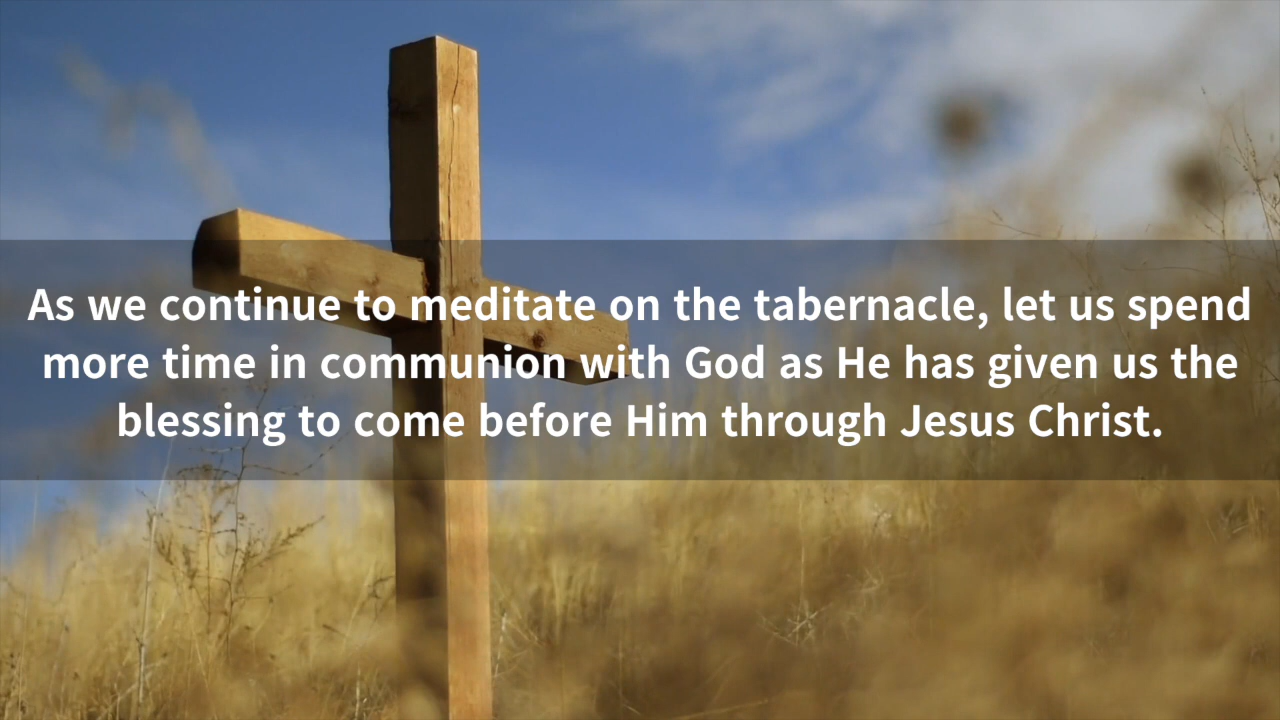 As we continue to meditate on the tabernacle, let us spend
more time in communion with God as He has given us the
blessing to come before Him through Jesus Christ.